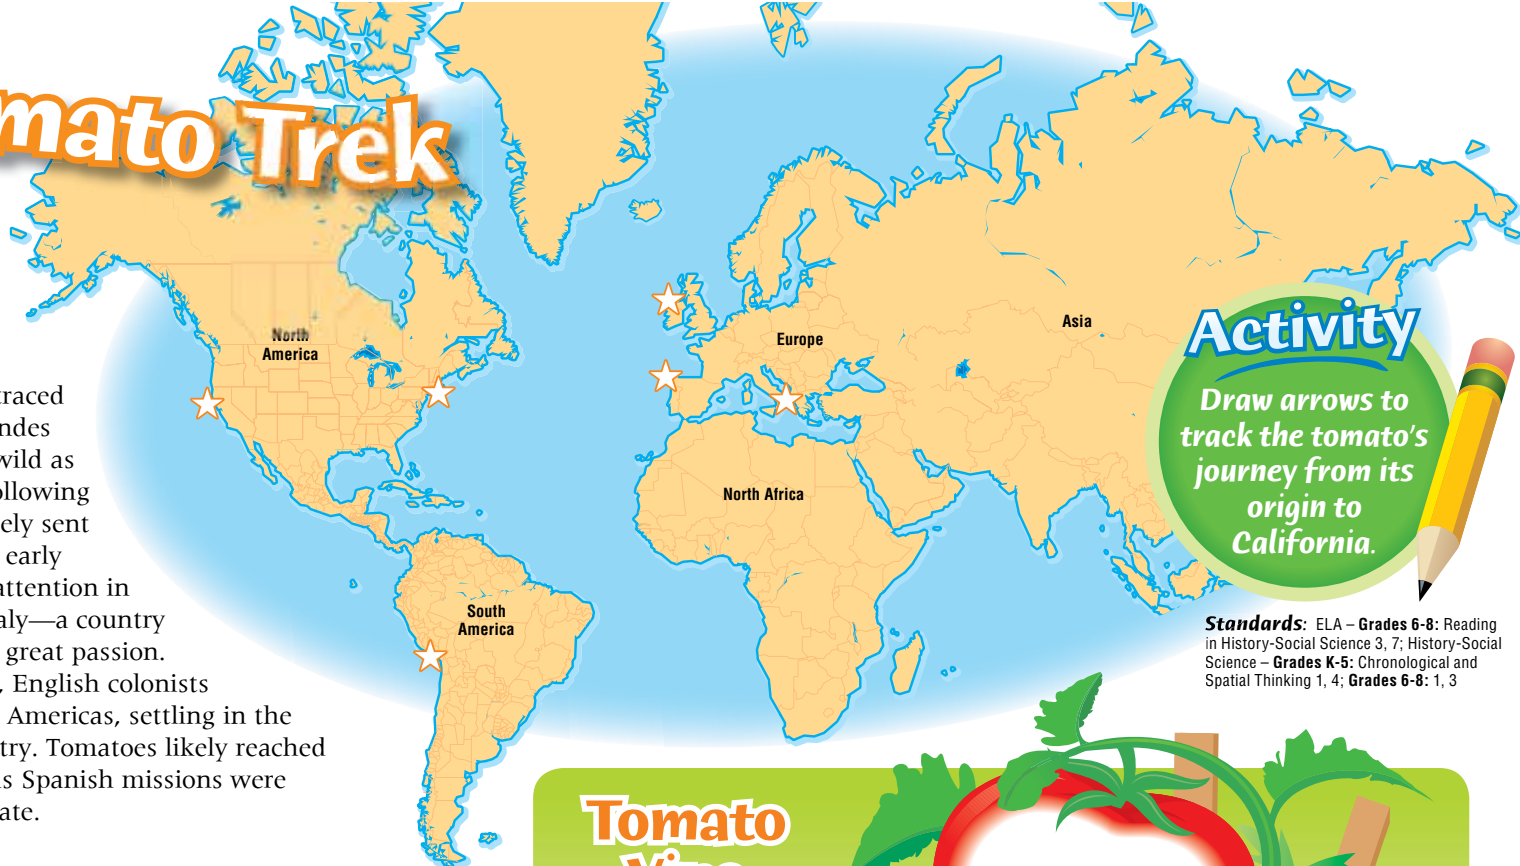 mato Trek
North
America
Europe
Asia
North Africa
South
America
traced
ndes
wild as
ollowing
ely sent
early
attention in
aly—a country
great passion.
, English colonists
Americas, settling in the
try. Tomatoes likely reached
s Spanish missions were
ate.
Activity
Draw arrows to
track the tomato's
journey from its
origin to
California.
Standards: ELA – Grades 6-8: Reading
in History-Social Science 3, 7; History-Social
Science – Grades K-5: Chronological and
Spatial Thinking 1, 4; Grades 6-8: 1, 3
Tomato